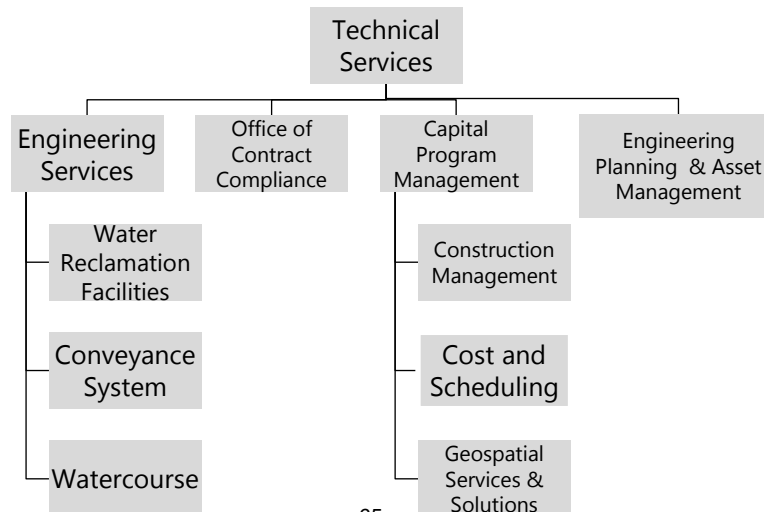 Technical
Services
Engineering
Services
Office of
Contract
Compliance
Capital
Program
Management
Engineering
Planning & Asset
Management
Water
Reclamation
Facilities
Construction
Management
Conveyance
System
Cost and
Scheduling
Watercourse
Geospatial
Services &
Solutions